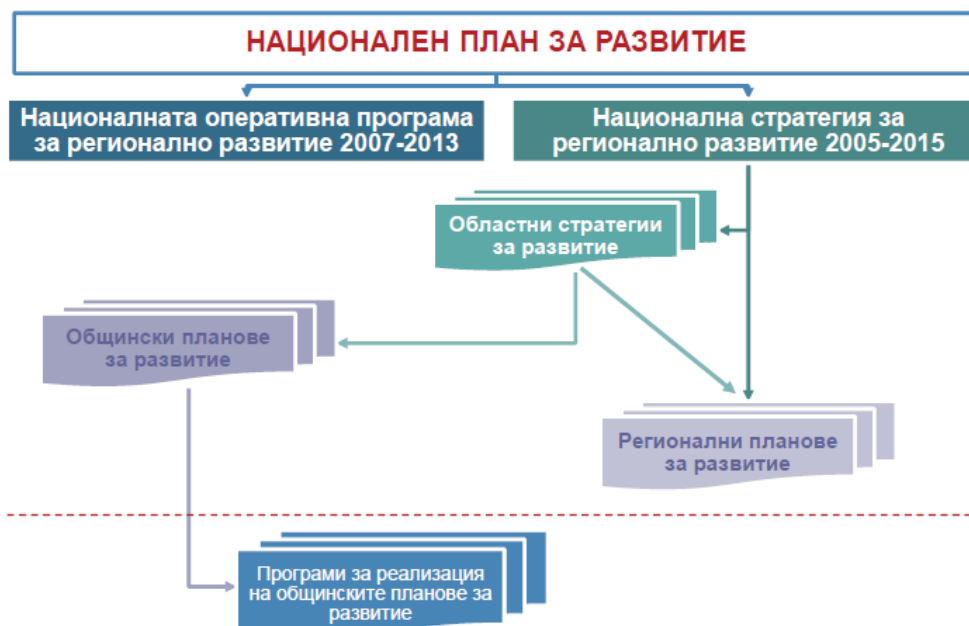 НАЦИОНАЛЕН ПЛАН ЗА РАЗВИТИЕ
Националната оперативна програма
за регионално развитие 2007-2013
Национална стратегия за
регионално развитие 2005-2015
Областни стратегии
за развитие
Общински планове
за развитие
Регионални планове
за развитие
Програми за реализация
на общинските планове за
развитие